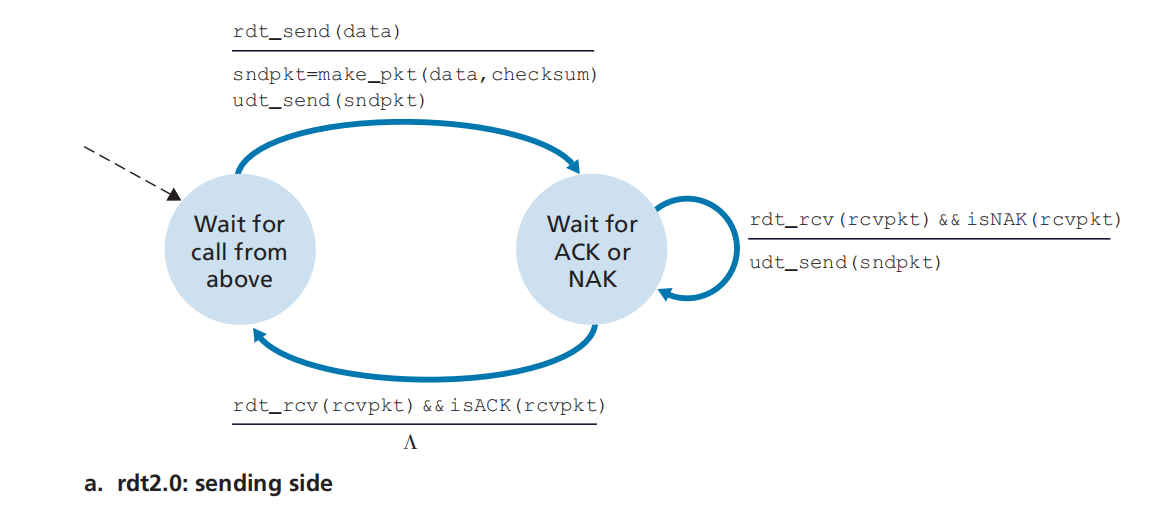 rdt_send(data)
sndpkt=make_pkt(data,checksum)
udt_send(sndpkt)
Wait for
call from
above
Wait for
ACK or
NAK
rdt_rcv(rcvpkt) && isNAK(rcvpkt)
udt_send(sndpkt)
rdt_rcv(rcvpkt) && isACK(rcvpkt)
Λ
a. rdt2.0: sending side